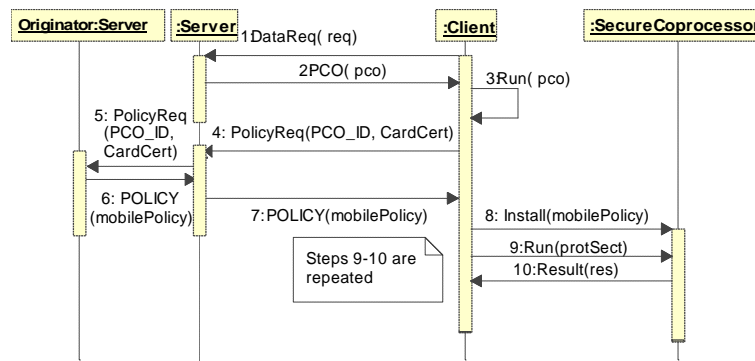 Originator:Server
:Server
:Client
:SecureCoprocessor
1:DataReq( req)
2:PCO( pco)
3:Run( pco)
5: PolicyReq
(PCO_ID,
CardCert)
4: PolicyReq(PCO_ID, CardCert)
6: POLICY
(mobilePolicy)
7:POLICY(mobilePolicy)
8: Install(mobilePolicy)
9:Run(protSect)
10:Result(res)
Steps 9-10 are
repeated